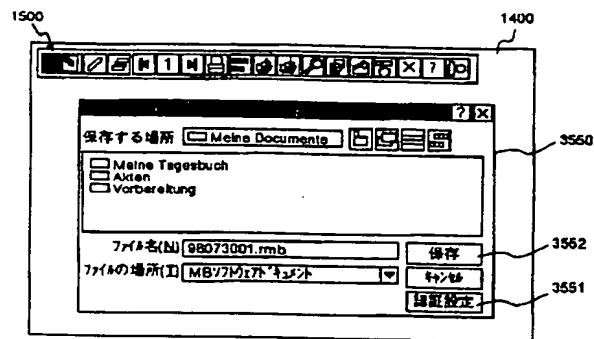 1500
1400
1
?
? X
保存する場所 Meine Documente
3550
Meine Tagesbuch
Akten
Vorbereitung
ファイル名(N) 98073001.rmb
保存
3552
ファイルの場所(I) MBソフトウェアドキュメント
キャンセル
認証設定
3551